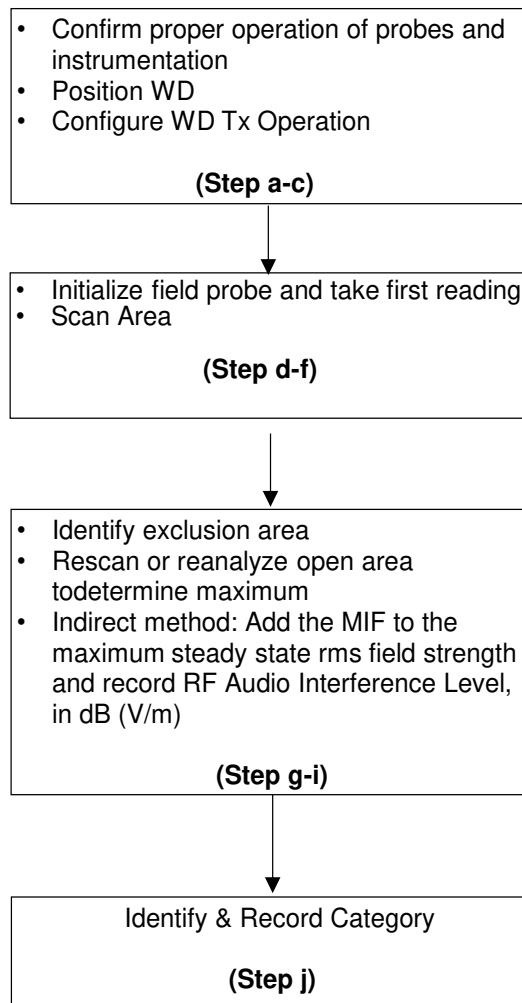 • Confirm proper operation of probes and
instrumentation
• Position WD
• Configure WD Tx Operation
(Step a-c)
• Initialize field probe and take first reading
• Scan Area
(Step d-f)
• Identify exclusion area
• Rescan or reanalyze open area
todetermine maximum
• Indirect method: Add the MIF to the
maximum steady state rms field strength
and record RF Audio Interference Level,
in dB (V/m)
(Step g-i)
Identify & Record Category
(Step j)